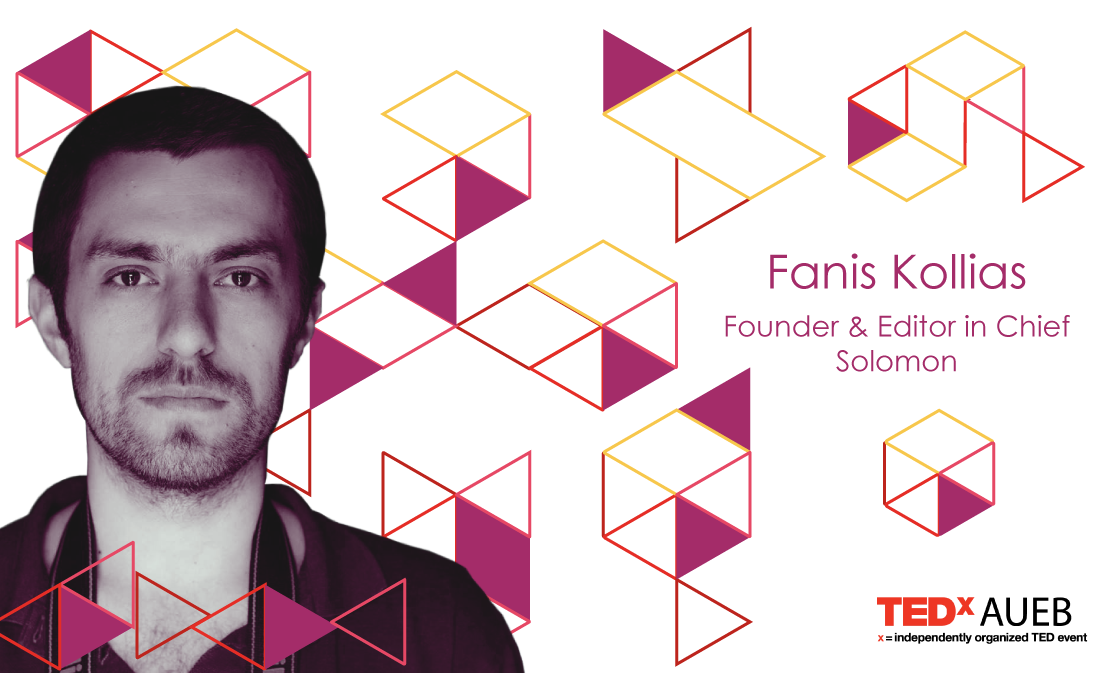 Fanis Kollias
Founder & Editor in Chief
Solomon
TEDx AUEB
x = independently organized TED event